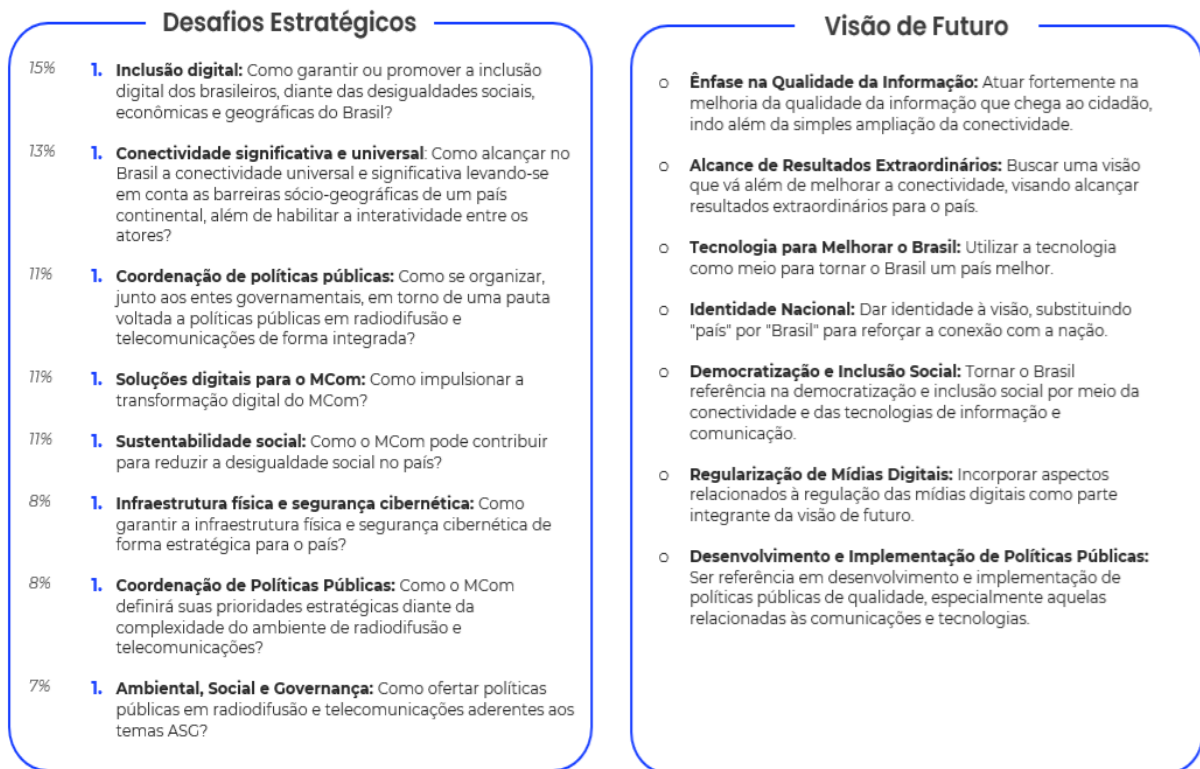 Desafios Estratégicos
15% 1. Inclusão digital: Como garantir ou promover a inclusão
digital dos brasileiros, diante das desigualdades sociais,
econômicas e geográficas do Brasil?
13% 1. Conectividade significativa e universal: Como alcançar no
Brasil a conectividade universal e significativa levando-se
em conta as barreiras sócio-geográficas de um país
continental, além de habilitar a interatividade entre os
atores?
11% 1. Coordenação de políticas públicas: Como se organizar,
junto aos entes governamentais, em torno de uma pauta
voltada a políticas públicas em radiodifusão e
telecomunicações de forma integrada?
11% 1. Soluções digitais para o MCom: Como impulsionar a
transformação digital do MCom?
11% 1. Sustentabilidade social: Como o MCom pode contribuir
para reduzir a desigualdade social no país?
8% 1. Infraestrutura física e segurança cibernética: Como
garantir a infraestrutura física e segurança cibernética de
forma estratégica para o país?
8% 1. Coordenação de Políticas Públicas: Como o MCom
definirá suas prioridades estratégicas diante da
complexidade do ambiente de radiodifusão e
telecomunicações?
7% 1. Ambiental, Social e Governança: Como ofertar políticas
públicas em radiodifusão e telecomunicações aderentes aos
temas ASG?
Visão de Futuro
o Ênfase na Qualidade da Informação: Atuar fortemente na
melhoria da qualidade da informação que chega ao cidadão,
indo além da simples ampliação da conectividade.
o Alcance de Resultados Extraordinários: Buscar uma visão
que vá além de melhorar a conectividade, visando alcançar
resultados extraordinários para o país.
o Tecnologia para Melhorar o Brasil: Utilizar a tecnologia
como meio para tornar o Brasil um país melhor.
o Identidade Nacional: Dar identidade à visão, substituindo
"país" por "Brasil" para reforçar a conexão com a nação.
o Democratização e Inclusão Social: Tornar o Brasil
referência na democratização e inclusão social por meio da
conectividade e das tecnologias de informação e
comunicação.
o Regularização de Mídias Digitais: Incorporar aspectos
relacionados à regulação das mídias digitais como parte
integrante da visão de futuro.
o Desenvolvimento e Implementação de Políticas Públicas:
Ser referência em desenvolvimento e implementação de
políticas públicas de qualidade, especialmente aquelas
relacionadas às comunicações e tecnologias.